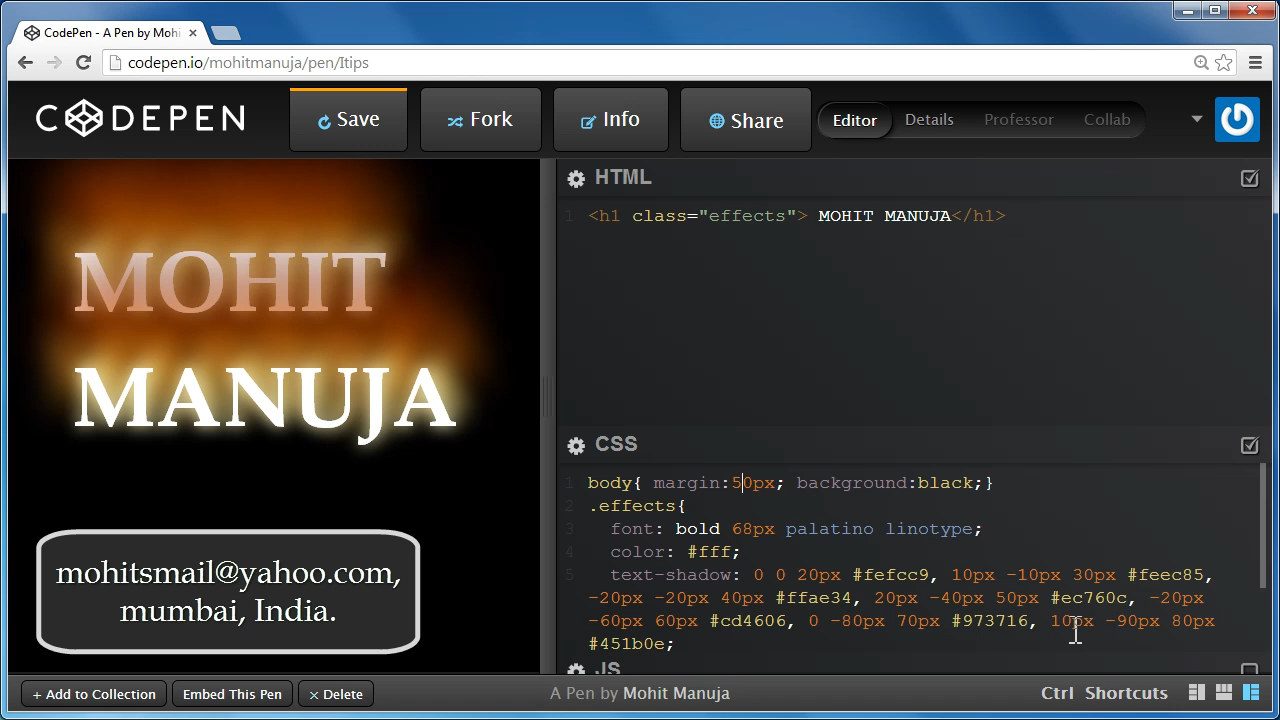 CodePen - A Pen by Mohi
codepen.io/mohitmanuja/pen/Itips
CODEPEN
Save
Fork
Info
Share
Editor
Details
Professor
Collab
MOHIT
MANUJA
mohitsmail@yahoo.com,
mumbai, India.
HTML
1 <h1 class="effects"> MOHIT MANUJA</h1>
CSS
1 body{ margin:50px; background:black;}
2 .effects{
3 font: bold 68px palatino linotype;
4 color: #fff;
5 text-shadow: 0 0 20px #fefcc9, 10px -10px 30px #feec85,
-20px -20px 40px #ffae34, 20px -40px 50px #ec760c, -20px
-60px 60px #cd4606, 0 -80px 70px #973716, 10px -90px 80px
#451b0e;
JS
+ Add to Collection
Embed This Pen
× Delete
A Pen by Mohit Manuja
Ctrl Shortcuts